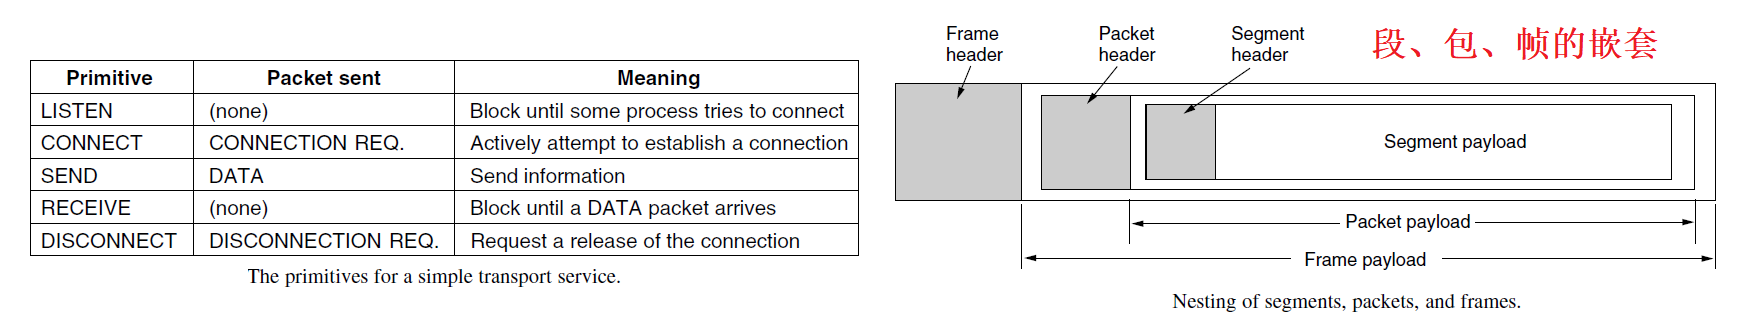 Primitive Packet sent Meaning
LISTEN (none) Block until some process tries to connect
CONNECT CONNECTION REQ. Actively attempt to establish a connection
SEND DATA Send information
RECEIVE (none) Block until a DATA packet arrives
DISCONNECT DISCONNECTION REQ. Request a release of the connection
The primitives for a simple transport service.
段、包、帧的嵌套
Frame header
Packet header
Segment header
Segment payload
Packet payload
Frame payload
Nesting of segments, packets, and frames.